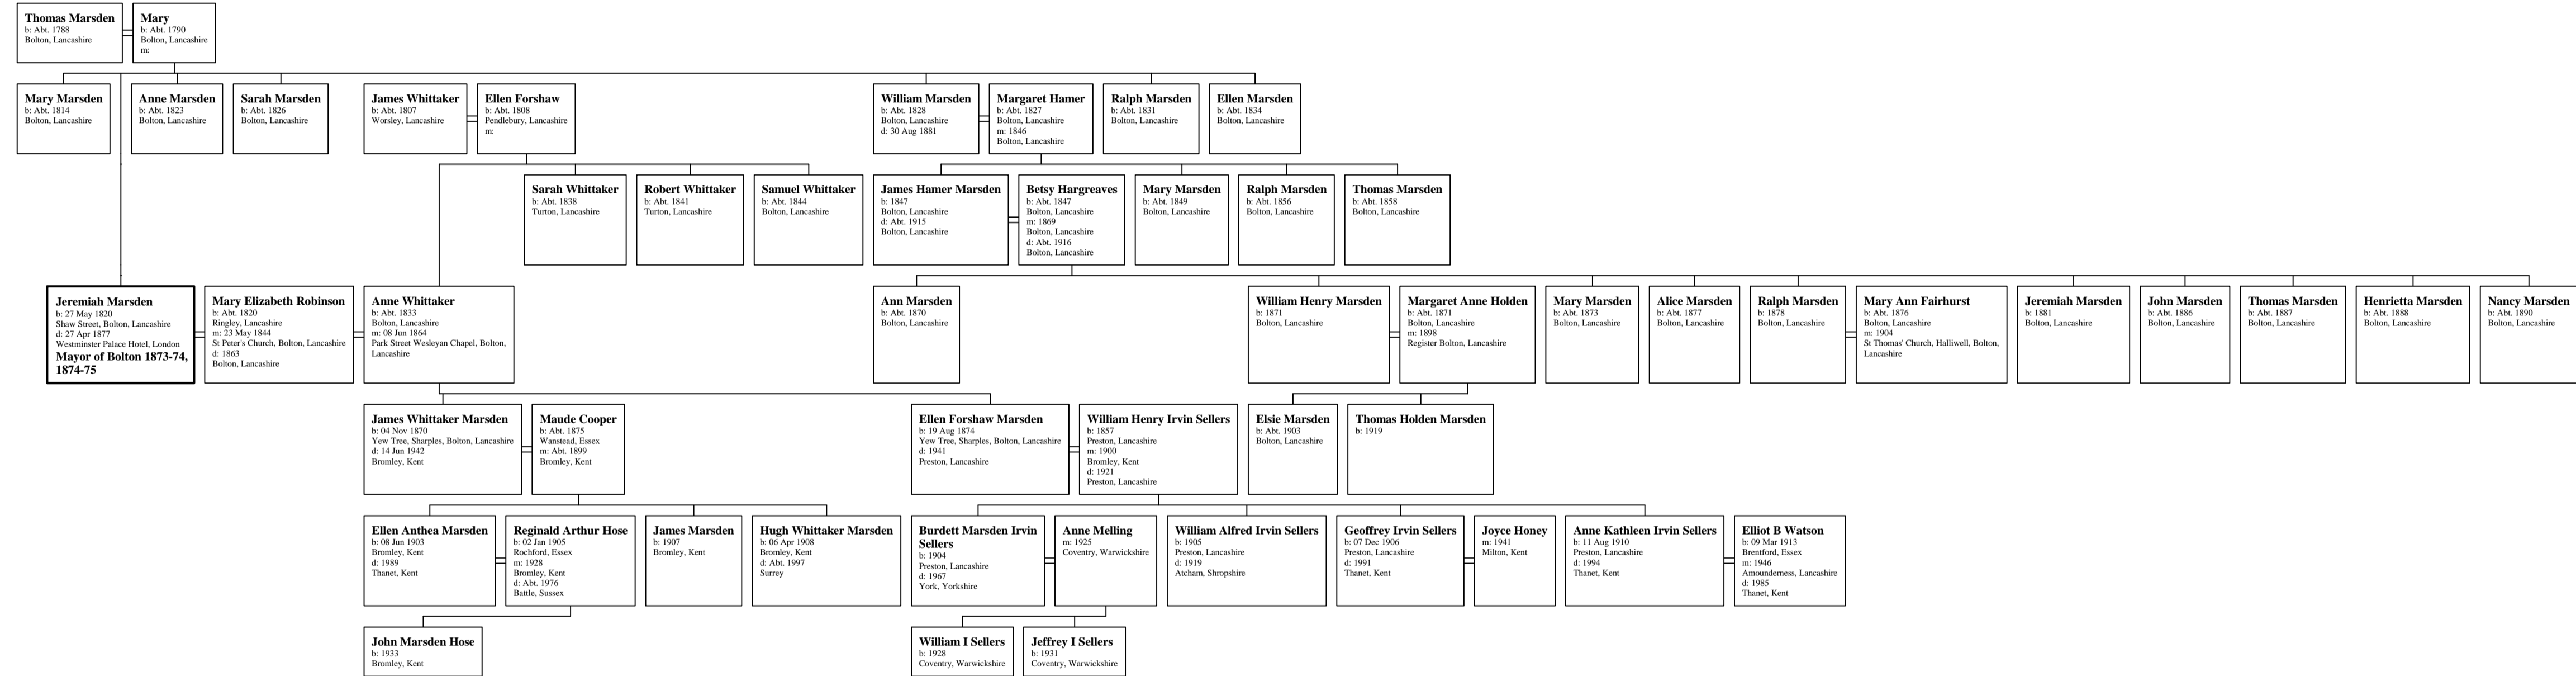 Thomas Marsden
b: Abt. 1788
Bolton, Lancashire
Mary
b: Abt. 1790
Bolton, Lancashire
m:
Mary Marsden
b: Abt. 1814
Bolton, Lancashire
Anne Marsden
b: Abt. 1823
Bolton, Lancashire
Sarah Marsden
b: Abt. 1826
Bolton, Lancashire
James Whittaker
b: Abt. 1807
Worsley, Lancashire
Ellen Forshaw
b: Abt. 1808
Pendlebury, Lancashire
m:
William Marsden
b: Abt. 1828
Bolton, Lancashire
d: 30 Aug 1881
Margaret Hamer
b: Abt. 1827
Bolton, Lancashire
m: 1846
Bolton, Lancashire
Ralph Marsden
b: Abt. 1831
Bolton, Lancashire
Ellen Marsden
b: Abt. 1834
Bolton, Lancashire
Sarah Whittaker
b: Abt. 1838
Turton, Lancashire
Robert Whittaker
b: Abt. 1841
Turton, Lancashire
Samuel Whittaker
b: Abt. 1844
Bolton, Lancashire
James Hamer Marsden
b: 1847
Bolton, Lancashire
d: Abt. 1915
Bolton, Lancashire
Betsy Hargreaves
b: Abt. 1847
Bolton, Lancashire
m: 1869
Bolton, Lancashire
d: Abt. 1916
Bolton, Lancashire
Mary Marsden
b: Abt. 1849
Bolton, Lancashire
Ralph Marsden
b: Abt. 1856
Bolton, Lancashire
Thomas Marsden
b: Abt. 1858
Bolton, Lancashire
Jeremiah Marsden
b: 27 May 1820
Shaw Street, Bolton, Lancashire
d: 27 Apr 1877
Westminster Palace Hotel, London
Mayor of Bolton 1873-74,
1874-75
Mary Elizabeth Robinson
b: Abt. 1820
Ringley, Lancashire
m: 23 May 1844
St Peter's Church, Bolton, Lancashire
d: 1863
Bolton, Lancashire
Anne Whittaker
b: Abt. 1833
Bolton, Lancashire
m: 08 Jun 1864
Park Street Wesleyan Chapel, Bolton,
Lancashire
Ann Marsden
b: Abt. 1870
Bolton, Lancashire
William Henry Marsden
b: 1871
Bolton, Lancashire
Margaret Anne Holden
b: Abt. 1871
Bolton, Lancashire
m: 1898
Register Bolton, Lancashire
Mary Marsden
b: Abt. 1873
Bolton, Lancashire
Alice Marsden
b: Abt. 1877
Bolton, Lancashire
Ralph Marsden
b: 1878
Bolton, Lancashire
Mary Ann Fairhurst
b: Abt. 1876
Bolton, Lancashire
m: 1904
St Thomas' Church, Halliwell, Bolton,
Lancashire
Jeremiah Marsden
b: 1881
Bolton, Lancashire
John Marsden
b: Abt. 1886
Bolton, Lancashire
Thomas Marsden
b: Abt. 1887
Bolton, Lancashire
Henrietta Marsden
b: Abt. 1888
Bolton, Lancashire
Nancy Marsden
b: Abt. 1890
Bolton, Lancashire
James Whittaker Marsden
b: 04 Nov 1870
Yew Tree, Sharples, Bolton, Lancashire
d: 14 Jun 1942
Bromley, Kent
Maude Cooper
b: Abt. 1875
Wanstead, Essex
m: Abt. 1899
Bromley, Kent
Ellen Forshaw Marsden
b: 19 Aug 1874
Yew Tree, Sharples, Bolton, Lancashire
d: 1941
Preston, Lancashire
William Henry Irvin Sellers
b: 1857
Preston, Lancashire
m: 1900
Bromley, Kent
d: 1921
Preston, Lancashire
Elsie Marsden
b: Abt. 1903
Bolton, Lancashire
Thomas Holden Marsden
b: 1919
Ellen Anthea Marsden
b: 08 Jun 1903
Bromley, Kent
d: 1989
Thanet, Kent
Reginald Arthur Hose
b: 02 Jan 1905
Rochford, Essex
m: 1928
Bromley, Kent
d: Abt. 1976
Battle, Sussex
James Marsden
b: 1907
Bromley, Kent
Hugh Whittaker Marsden
b: 06 Apr 1908
Bromley, Kent
d: Abt. 1997
Surrey
Burdett Marsden Irvin
Sellers
b: 1904
Preston, Lancashire
d: 1967
York, Yorkshire
Anne Melling
m: 1925
Coventry, Warwickshire
William Alfred Irvin Sellers
b: 1905
Preston, Lancashire
d: 1919
Atcham, Shropshire
Geoffrey Irvin Sellers
b: 07 Dec 1906
Preston, Lancashire
d: 1991
Thanet, Kent
Joyce Honey
m: 1941
Milton, Kent
Anne Kathleen Irvin Sellers
b: 11 Aug 1910
Preston, Lancashire
d: 1994
Thanet, Kent
Elliot B Watson
b: 09 Mar 1913
Brentford, Essex
m: 1946
Amounderness, Lancashire
d: 1985
Thanet, Kent
John Marsden Hose
b: 1933
Bromley, Kent
William I Sellers
b: 1928
Coventry, Warwickshire
Jeffrey I Sellers
b: 1931
Coventry, Warwickshire